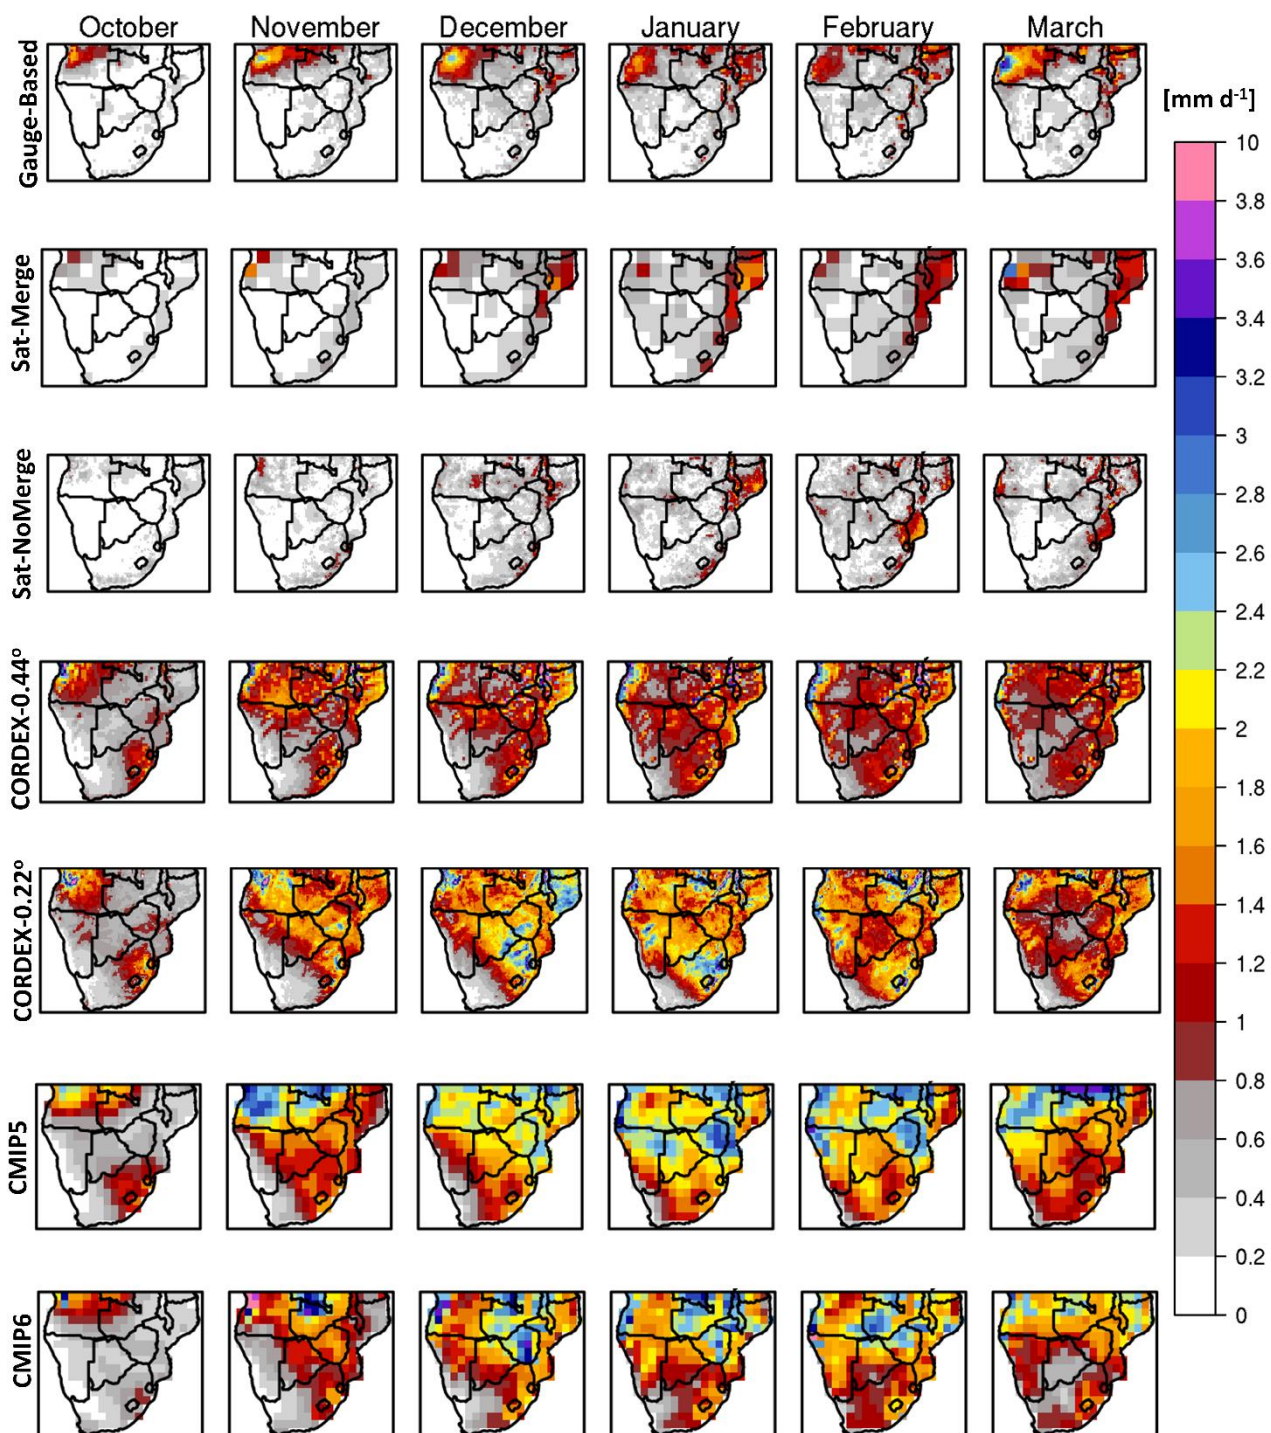 October November December January February March
[mm d-1]
Gauge-Based
Sat-Merge
Sat-NoMerge
CORDEX-0.44º
CORDEX-0.22º
CMIP5
CMIP6
10
3.8
3.6
3.4
3.2
3
2.8
2.6
2.4
2.2
2
1.8
1.6
1.4
1.2
1
0.8
0.6
0.4
0.2
0